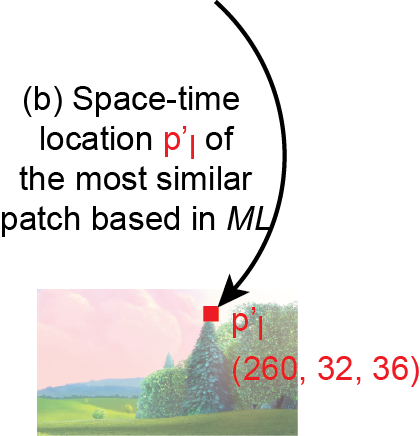 (b) Space-time
location p'l of
the most similar
patch based in ML
p'l
(260, 32, 36)